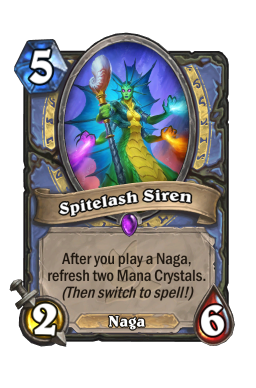 5
Spitelash Siren
After you play a Naga,
refresh two Mana Crystals.
(Then switch to spell!)
2
Naga
6